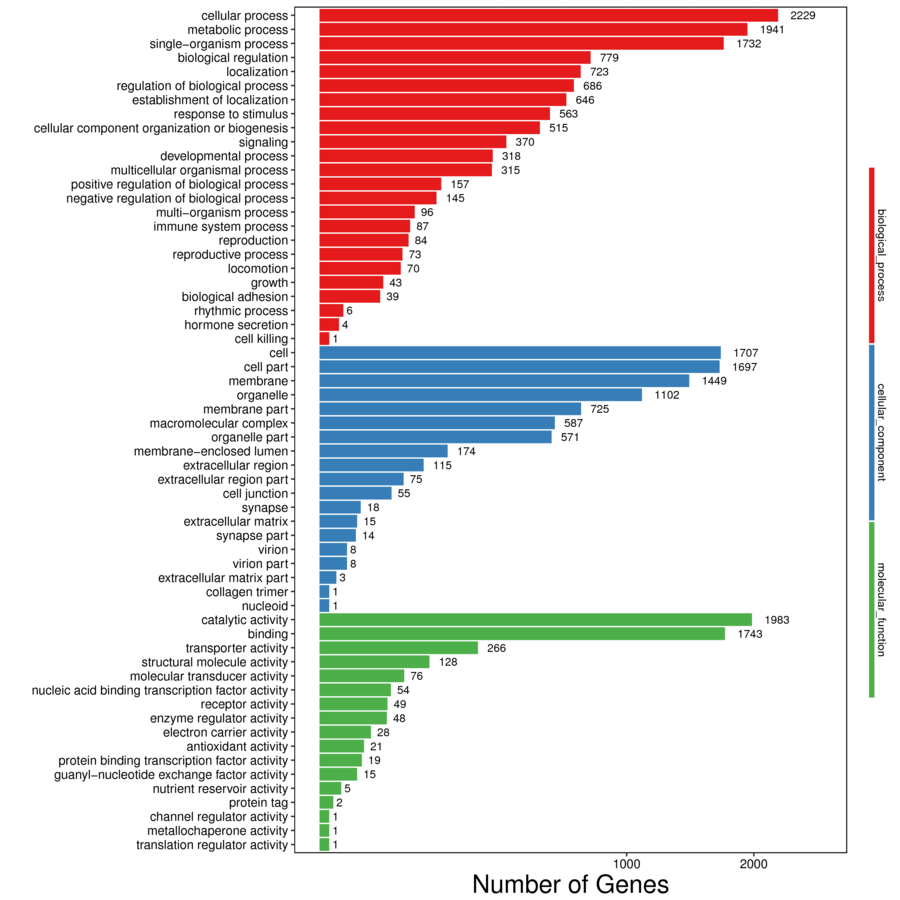 cellular process 2229
metabolic process 1941
single−organism process 1732
biological regulation 779
localization 723
regulation of biological process 686
establishment of localization 646
response to stimulus 563
cellular component organization or biogenesis 515
signaling 370
developmental process 318
multicellular organismal process 315
positive regulation of biological process 157
negative regulation of biological process 145
multi−organism process 96
immune system process 87
reproduction 84
reproductive process 73
locomotion 70
growth 43
biological adhesion 39
rhythmic process 6
hormone secretion 4
cell killing 1
cell 1707
cell part 1697
membrane 1449
organelle 1102
membrane part 725
macromolecular complex 587
organelle part 571
membrane−enclosed lumen 174
extracellular region 115
extracellular region part 75
cell junction 55
synapse 18
extracellular matrix 15
synapse part 14
virion 8
virion part 8
extracellular matrix part 3
collagen trimer 1
nucleoid 1
catalytic activity 1983
binding 1743
transporter activity 266
structural molecule activity 128
molecular transducer activity 76
nucleic acid binding transcription factor activity 54
receptor activity 49
enzyme regulator activity 48
electron carrier activity 28
antioxidant activity 21
protein binding transcription factor activity 19
guanyl−nucleotide exchange factor activity 15
nutrient reservoir activity 5
protein tag 2
channel regulator activity 1
metallochaperone activity 1
translation regulator activity 1
1000 2000
Number of Genes
biological_process
cellular_component
molecular_function